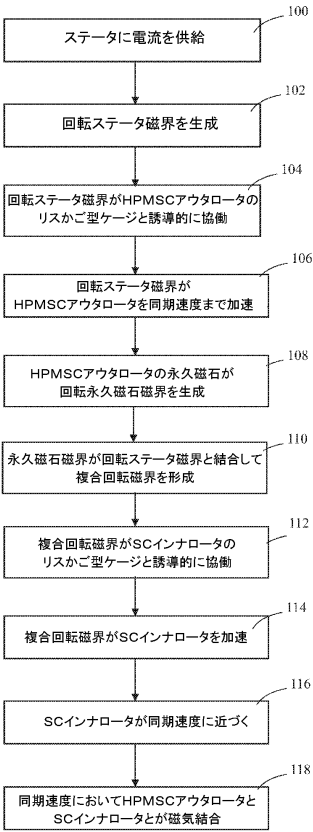 100
ステータに電流を供給
102
回転ステータ磁界を生成
104
回転ステータ磁界がHPMSCアウタロータの
リスかご型ケージと誘導的に協働
106
回転ステータ磁界が
HPMSCアウタロータを同期速度まで加速
108
HPMSCアウタロータの永久磁石が
回転永久磁石磁界を生成
110
永久磁石磁界が回転ステータ磁界と結合して
複合回転磁界を形成
112
複合回転磁界がSCインナロータの
リスかご型ケージと誘導的に協働
114
複合回転磁界がSCインナロータを加速
116
SCインナロータが同期速度に近づく
118
同期速度においてHPMSCアウタロータと
SCインナロータとが磁気結合